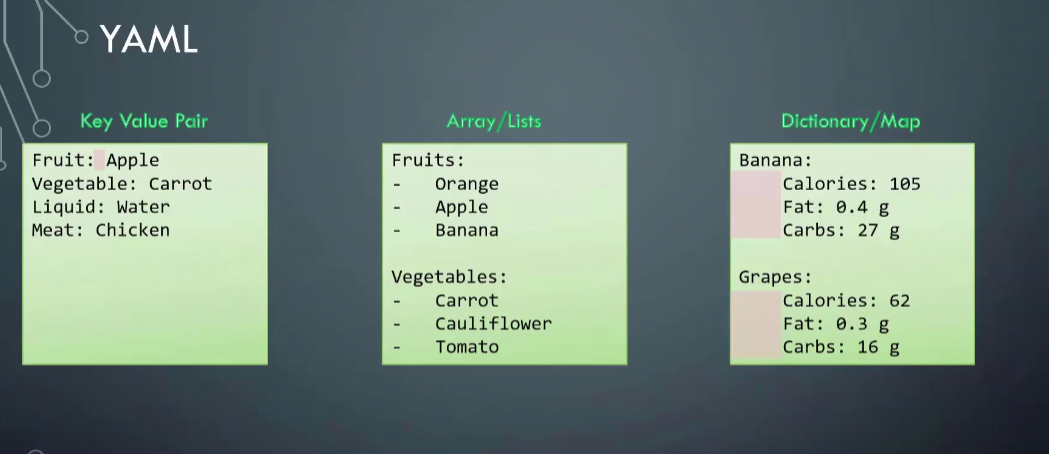 YAML
Key Value Pair
Fruit: Apple
Vegetable: Carrot
Liquid: Water
Meat: Chicken
Array/Lists
Fruits:
- Orange
- Apple
- Banana
Vegetables:
- Carrot
- Cauliflower
- Tomato
Dictionary/Map
Banana:
Calories: 105
Fat: 0.4 g
Carbs: 27 g
Grapes:
Calories: 62
Fat: 0.3 g
Carbs: 16 g